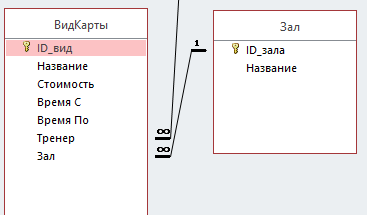 ВидКарты
ID_вид
Название
Стоимость
Время С
Время По
Тренер
Зал
∞
∞
1
Зал
ID_зала
Название